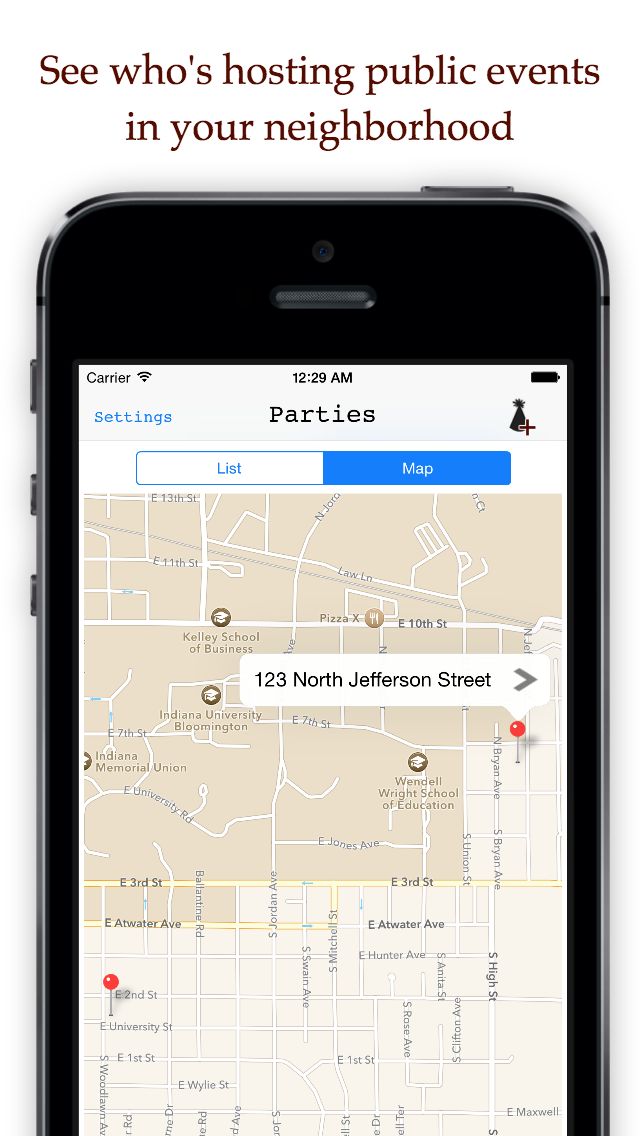 See who's hosting public events
in your neighborhood
Carrier
12:29 AM
Settings
Parties
List
Map
E 13th St
N Jor
n Ct
E 11th St
Law Ln
Pizza X
E 10th St
Kelley School
of Business
N Jef
N
123 North Jefferson Street
Indiana University
Bloomington
E 7th St
E 7th St
Indiana
Memorial Union
N Bryan Ave
Wendell
Wright School
of Education
E University Rd
E Jones Ave
S Union St
S Bryan Ave
E 3rd St
E 3rd St
Ballantine Rd
S Jordan Ave
E Atwater Ave
E Atwater Ave
S Mitchell St
S Swain Ave
E Hunter Ave
S Anita St
S High St
E 2nd St
E University St
S Rose Ave
S Clifton Ave
E 1st St
E 1st St
S Woodlawn Ave
E Wylie St
E Maxwell